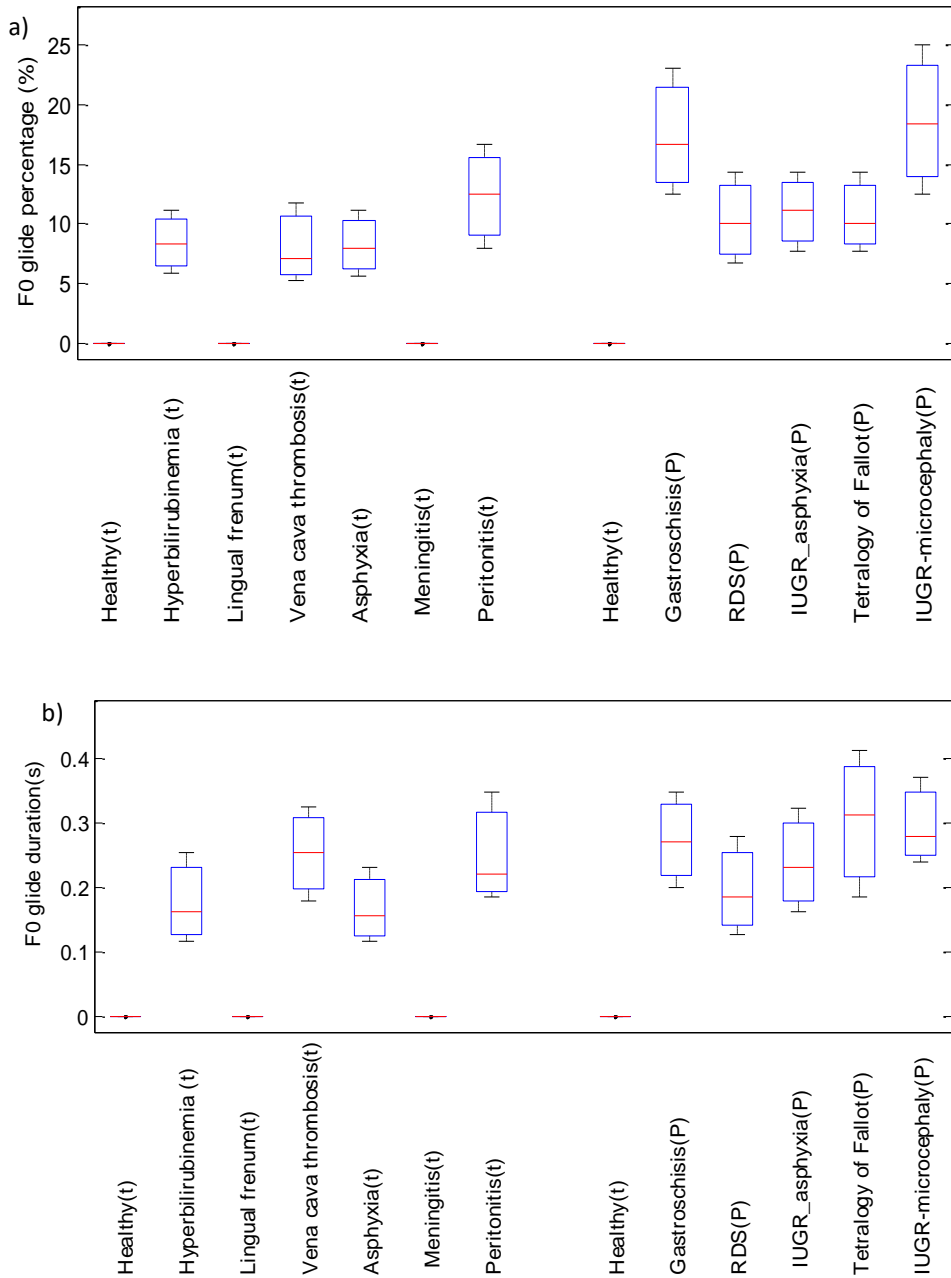 a)
F0 glide percentage (%)
25
20
15
10
5
0
Healthy(t)
Hyperbilirubinemia (t)
Lingual frenum(t)
Vena cava thrombosis(t)
Asphyxia(t)
Meningitis(t)
Peritonitis(t)
Healthy(t)
Gastroschisis(P)
RDS(P)
IUGR_asphyxia(P)
Tetralogy of Fallot(P)
IUGR-microcephaly(P)
b)
F0 glide duration(s)
0.4
0.3
0.2
0.1
0
Healthy(t)
Hyperbilirubinemia (t)
Lingual frenum(t)
Vena cava thrombosis(t)
Asphyxia(t)
Meningitis(t)
Peritonitis(t)
Healthy(t)
Gastroschisis(P)
RDS(P)
IUGR_asphyxia(P)
Tetralogy of Fallot(P)
IUGR-microcephaly(P)